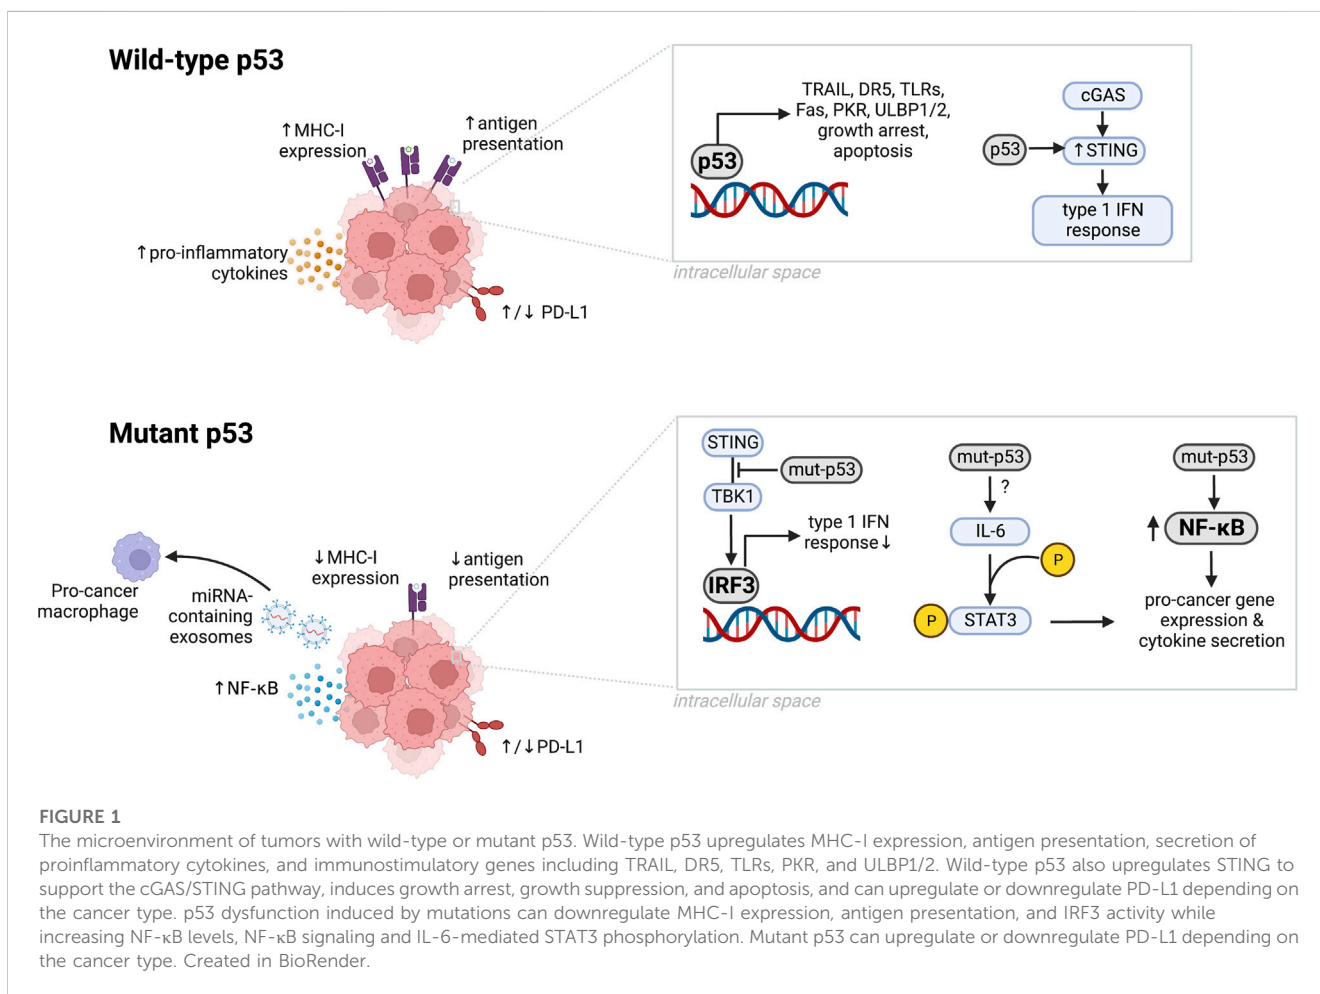 Wild-type p53
↑MHC-I
expression
↑antigen
presentation
↑pro-inflammatory
cytokines
↑/↓ PD-L1
TRAIL, DR5, TLRs,
Fas, PKR, ULBP1/2,
growth arrest,
apoptosis
p53
cGAS
p53
↑STING
type 1 IFN
response
intracellular space
Mutant p53
Pro-cancer
macrophage
miRNA-
containing
exosomes
↓MHC-I
expression
↓antigen
presentation
↑NF-κB
↑/↓PD-L1
STING
mut-p53
TBK1
type 1 IFN
response↓
IRF3
mut-p53
?
IL-6
P
P
STAT3
mut-p53
↑ NF-κB
pro-cancer gene
expression &
cytokine secretion
intracellular space
FIGURE 1
The microenvironment of tumors with wild-type or mutant p53. Wild-type p53 upregulates MHC-I expression, antigen presentation, secretion of
proinflammatory cytokines, and immunostimulatory genes including TRAIL, DR5, TLRs, PKR, and ULBP1/2. Wild-type p53 also upregulates STING to
support the cGAS/STING pathway, induces growth arrest, growth suppression, and apoptosis, and can upregulate or downregulate PD-L1 depending on
the cancer type. p53 dysfunction induced by mutations can downregulate MHC-I expression, antigen presentation, and IRF3 activity while
increasing NF-κB levels, NF-κB signaling and IL-6-mediated STAT3 phosphorylation. Mutant p53 can upregulate or downregulate PD-L1 depending on
the cancer type. Created in BioRender.